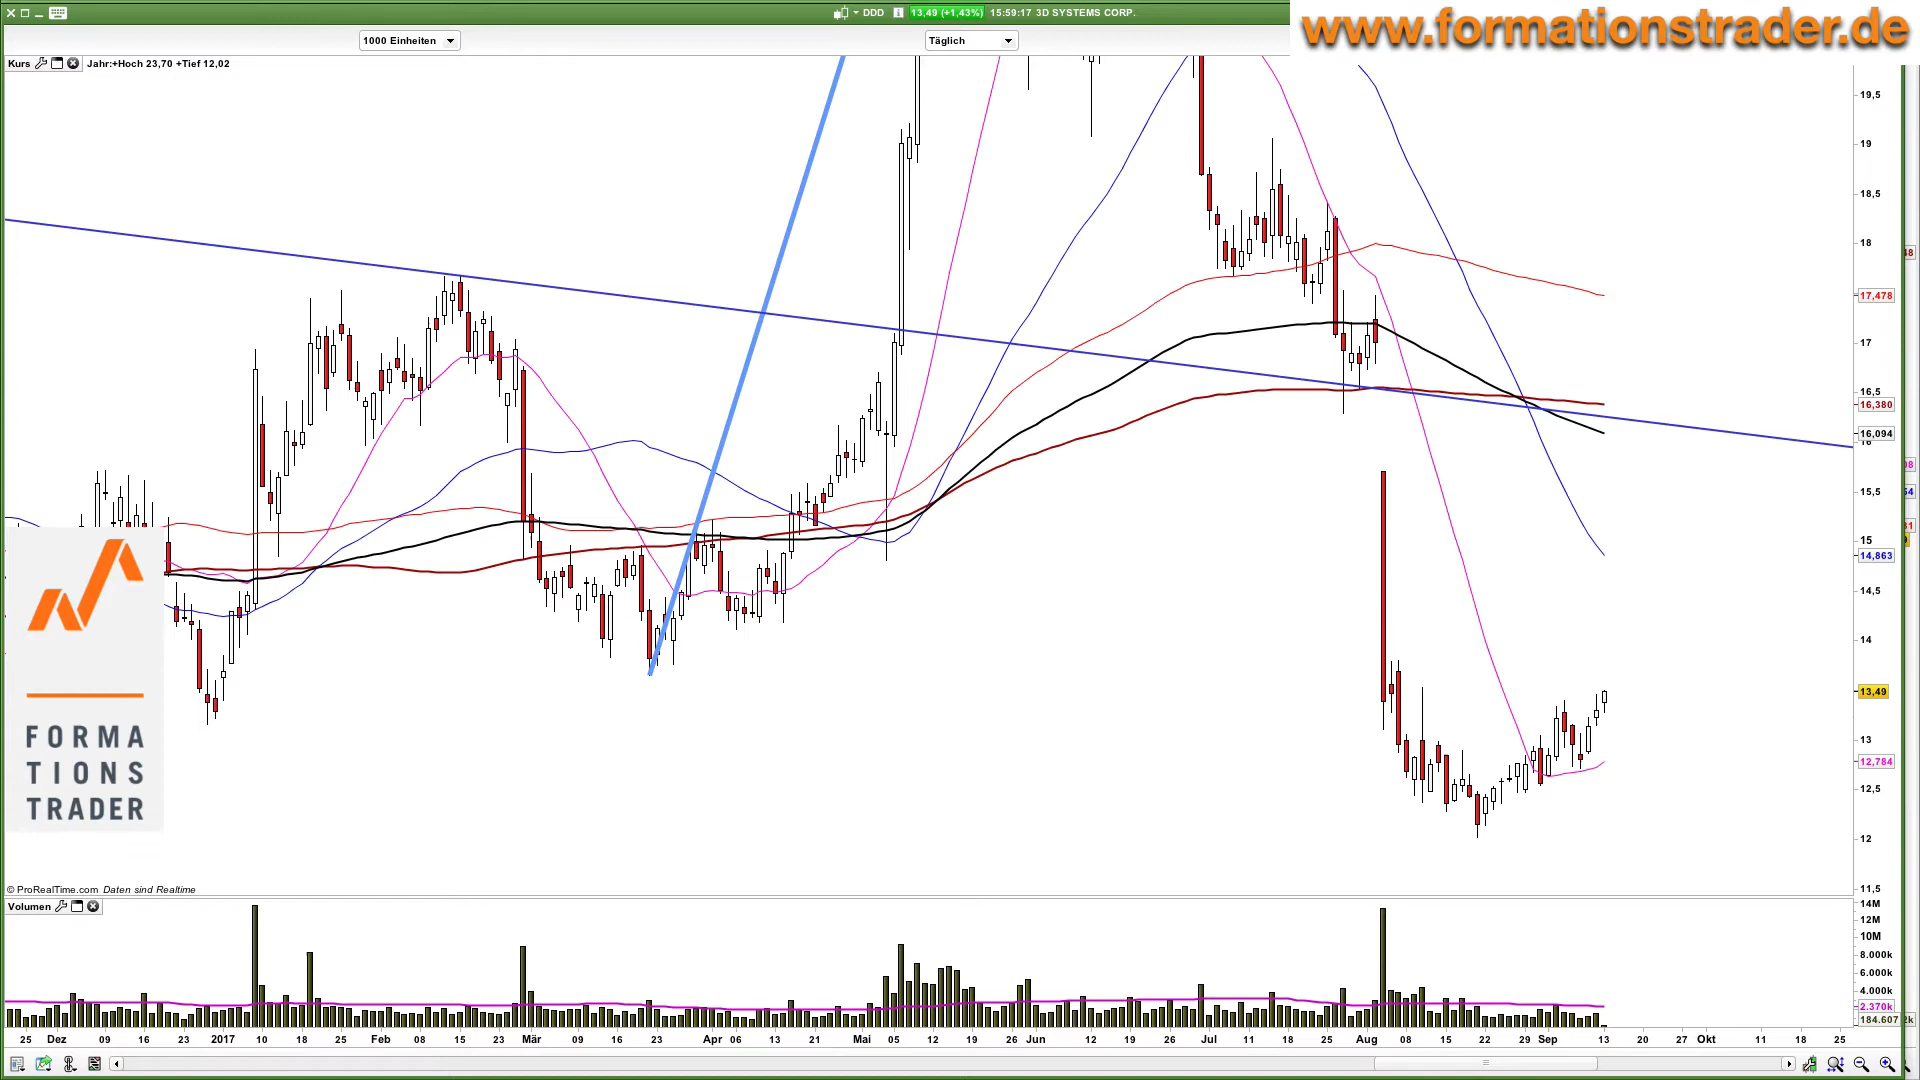 DDD 13,49 (+1,43%) 15:59:17 3D SYSTEMS CORP.
www.formationstrader.de
1000 Einheiten
Täglich
Kurs
Jahr:+Hoch 23,70 +Tief 12,02
19,5
19
18,5
18
17,478
17
16,5
16,380
16,094
16
15,5
15
14,863
14,5
14
13,49
13
12,784
12,5
12
11,5
FORMA
TIONS
TRADER
© ProRealTime.com Daten sind Realtime
Volumen
14M
12M
10M
8.000k
6.000k
4.000k
2.370k
184.607
25 Dez 09 16 23 2017 10 18 25 Feb 08 15 23 Mär 09 16 23 Apr 06 13 21 Mai 05 12 19 26 Jun 12 19 26 Jul 11 18 25 Aug 08 15 22 29 Sep 13 20 27 Okt 11 18 25